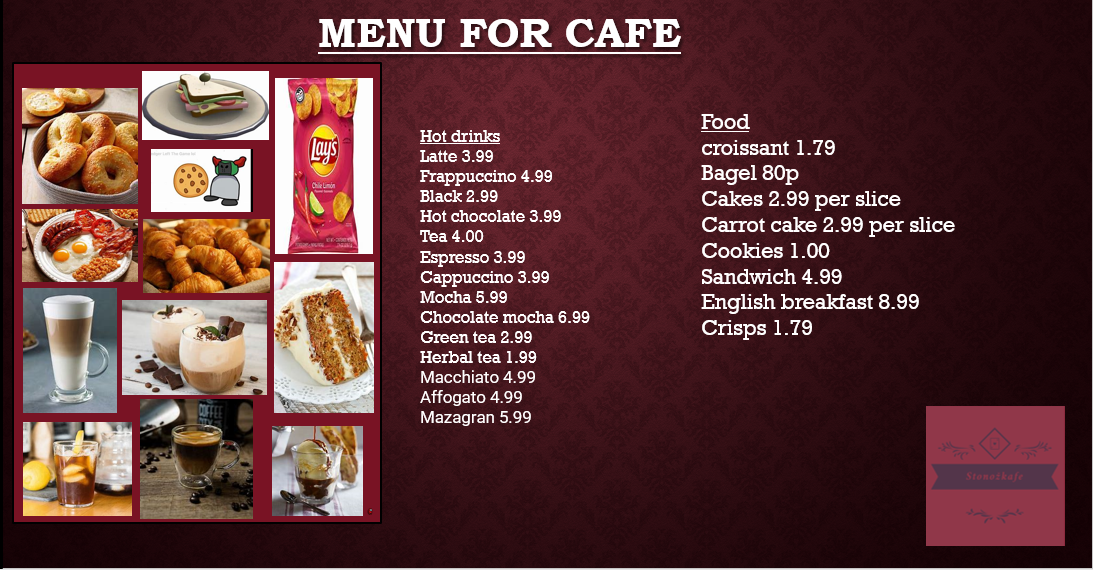 MENU FOR CAFE
Lay's
Chile Limón
COFFEE
Hot drinks
Latte 3.99
Frappuccino 4.99
Black 2.99
Hot chocolate 3.99
Tea 4.00
Espresso 3.99
Cappuccino 3.99
Mocha 5.99
Chocolate mocha 6.99
Green tea 2.99
Herbal tea 1.99
Macchiato 4.99
Affogato 4.99
Mazagran 5.99
Food
croissant 1.79
Bagel 80p
Cakes 2.99 per slice
Carrot cake 2.99 per slice
Cookies 1.00
Sandwich 4.99
English breakfast 8.99
Crisps 1.79